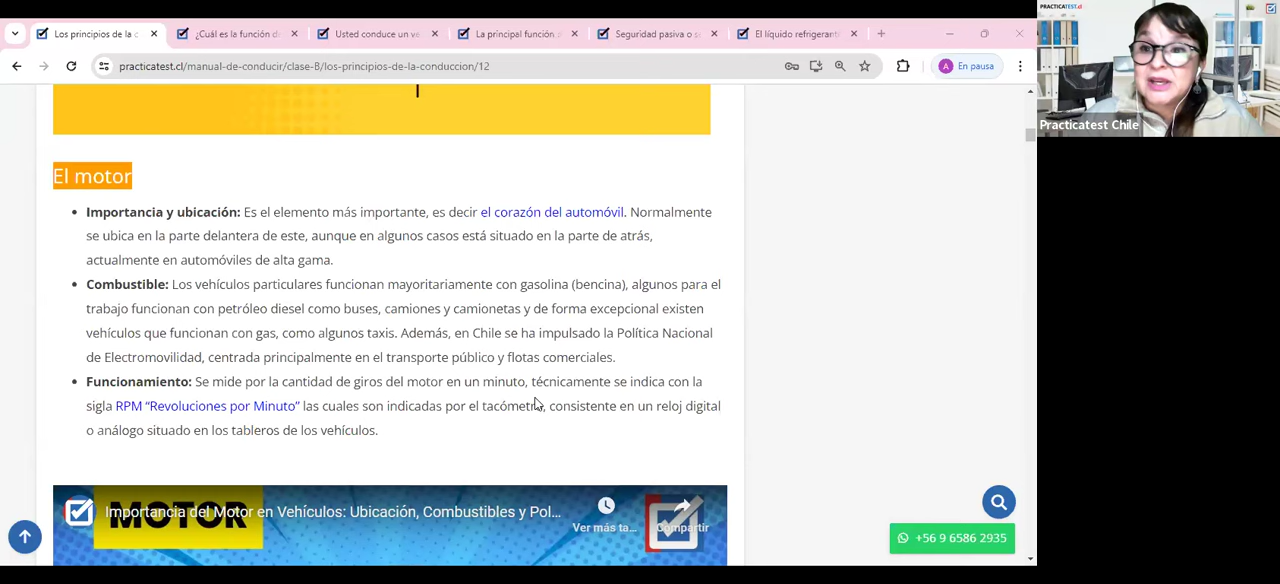 Los principios de la c
¿Cuál es la función de
Usted conduce un ve
La principal función
Seguridad pasiva o s
El líquido refrigerant
practicatest.cl/manual-de-conducir/clase-B/los-principios-de-la-conduccion/12
A
En pausa
PRACTICATEST.cl
Practicatest Chile
El motor
Importancia y ubicación: Es el elemento más importante, es decir el corazón del automóvil. Normalmente
se ubica en la parte delantera de este, aunque en algunos casos está situado en la parte de atrás,
actualmente en automóviles de alta gama.
Combustible: Los vehículos particulares funcionan mayoritariamente con gasolina (bencina), algunos para el
trabajo funcionan con petróleo diesel como buses, camiones y camionetas y de forma excepcional existen
vehículos que funcionan con gas, como algunos taxis. Además, en Chile se ha impulsado la Política Nacional
de Electromovilidad, centrada principalmente en el transporte público y flotas comerciales.
Funcionamiento: Se mide por la cantidad de giros del motor en un minuto, técnicamente se indica con la
sigla RPM “Revoluciones por Minuto” las cuales son indicadas por el tacómetro, consistente en un reloj digital
o análogo situado en los tableros de los vehículos.
MOTOR
Importancia del Motor en Vehículos: Ubicación, Combustibles y Pol...
Ver más ta...
Compartir
+56 9 6586 2935